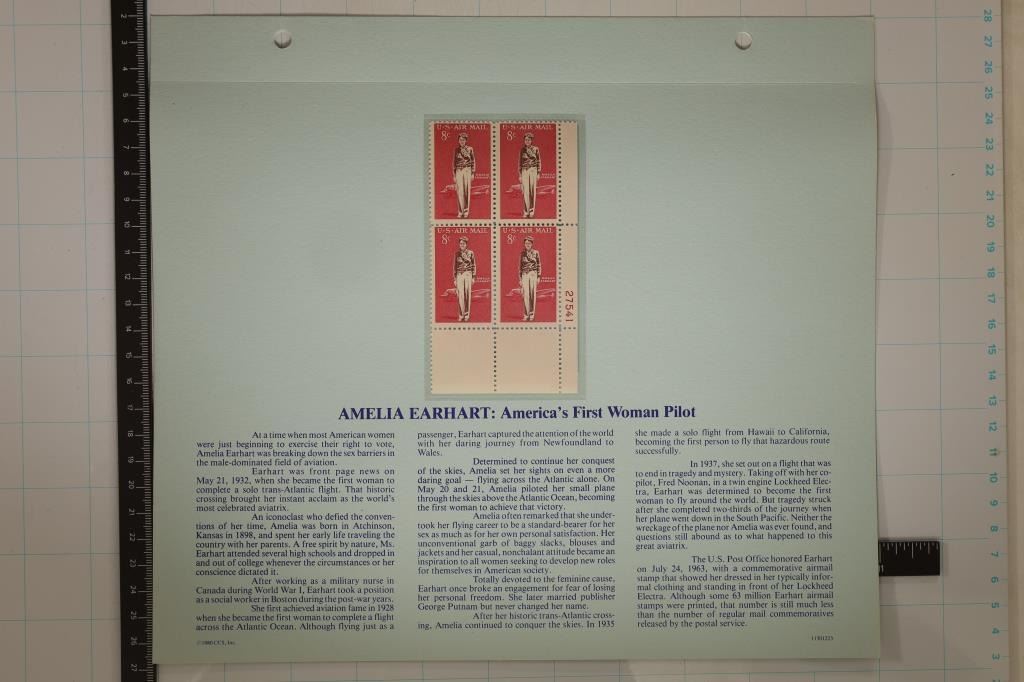 U·S·AIR MAIL
8¢
AMELIA
EARHART
U·S·AIR MAIL
8¢
AMELIA
EARHART
U·S·AIR MAIL
8¢
AMELIA
EARHART
U·S·AIR MAIL
8¢
AMELIA
EARHART
27541
AMELIA EARHART: America's First Woman Pilot
At a time when most American women
were just beginning to exercise their right to vote,
Amelia Earhart was breaking down the sex barriers in
the male-dominated field of aviation.
Earhart was front page news on
May 21, 1932, when she became the first woman to
complete a solo trans-Atlantic flight. That historic
crossing brought her instant acclaim as the world's
most celebrated aviatrix.
An iconoclast who defied the conven-
tions of her time, Amelia was born in Atchinson,
Kansas in 1898, and spent her early life traveling the
country with her parents. A free spirit by nature, Ms.
Earhart attended several high schools and dropped in
and out of college whenever the circumstances or her
conscience dictated it.
After working as a military nurse in
Canada during World War I, Earhart took a position
as a social worker in Boston during the post-war years.
She first achieved aviation fame in 1928
when she became the first woman to complete a flight
across the Atlantic Ocean. Although flying just as a
passenger, Earhart captured the attention of the world
with her daring journey from Newfoundland to
Wales.
Determined to continue her conquest
of the skies, Amelia set her sights on even a more
daring goal — flying across the Atlantic alone. On
May 20 and 21, Amelia piloted her small plane
through the skies above the Atlantic Ocean, becoming
the first woman to achieve that victory.
Amelia often remarked that she under-
took her flying career to be a standard-bearer for her
sex as much as for her own personal satisfaction. Her
unconventional garb of baggy slacks, blouses and
jackets and her casual, nonchalant attitude became an
inspiration to all women seeking to develop new roles
for themselves in American society.
Totally devoted to the feminine cause,
Earhart once broke an engagement for fear of losing
her personal freedom. She later married publisher
George Putnam but never changed her name.
After her historic trans-Atlantic cross-
ing, Amelia continued to conquer the skies. In 1935
she made a solo flight from Hawaii to California,
becoming the first person to fly that hazardous route
successfully.
In 1937, she set out on a flight that was
to end in tragedy and mystery. Taking off with her co-
pilot, Fred Noonan, in a twin engine Lockheed Elec-
tra, Earhart was determined to become the first
woman to fly around the world. But tragedy struck
after she completed two-thirds of the journey when
her plane went down in the South Pacific. Neither the
wreckage of the plane nor Amelia was ever found, and
questions still abound as to what happened to this
great aviatrix.
The U.S. Post Office honored Earhart
on July 24, 1963, with a commemorative airmail
stamp that showed her dressed in her typically infor-
mal clothing and standing in front of her Lockheed
Electra. Although some 63 million Earhart airmail
stamps were printed, that number is still much less
than the number of regular mail commemoratives
released by the postal service.
©1980 CCS, Inc.